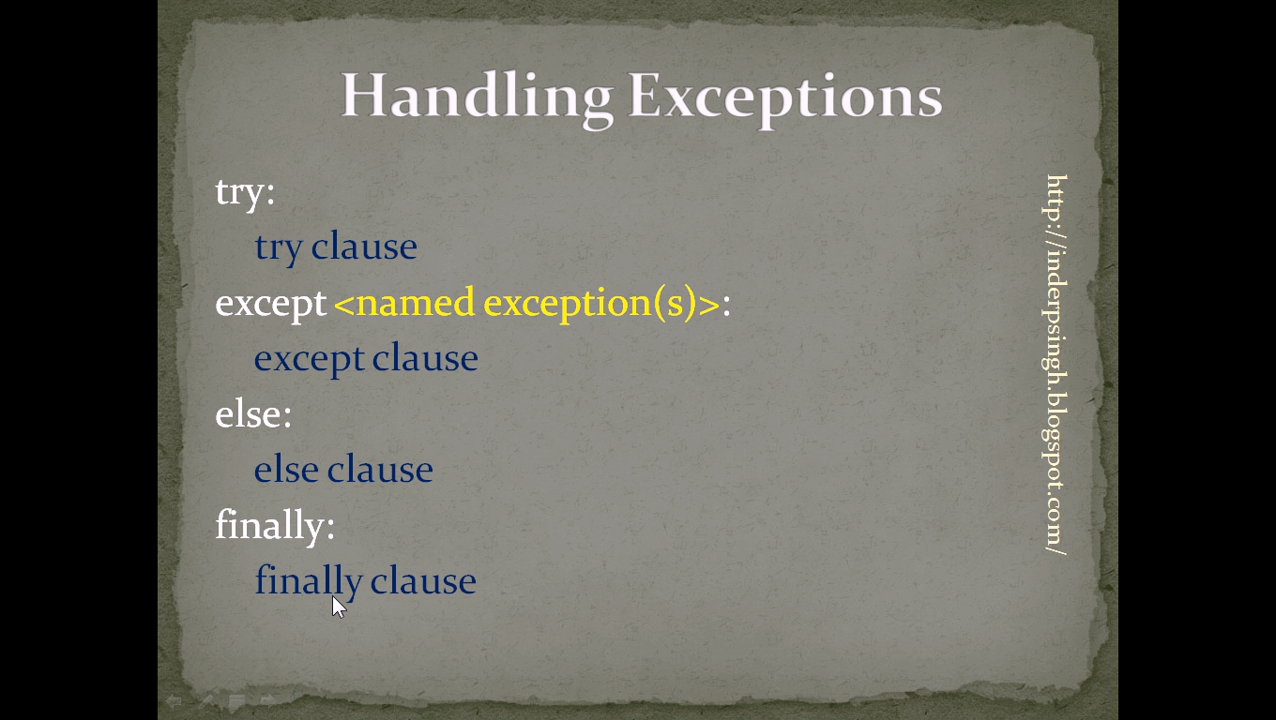 Handling Exceptions
try:
try clause
except <named exception(s)>:
except clause
else:
else clause
finally:
finally clause
http://inderpsingh.blogspot.com/